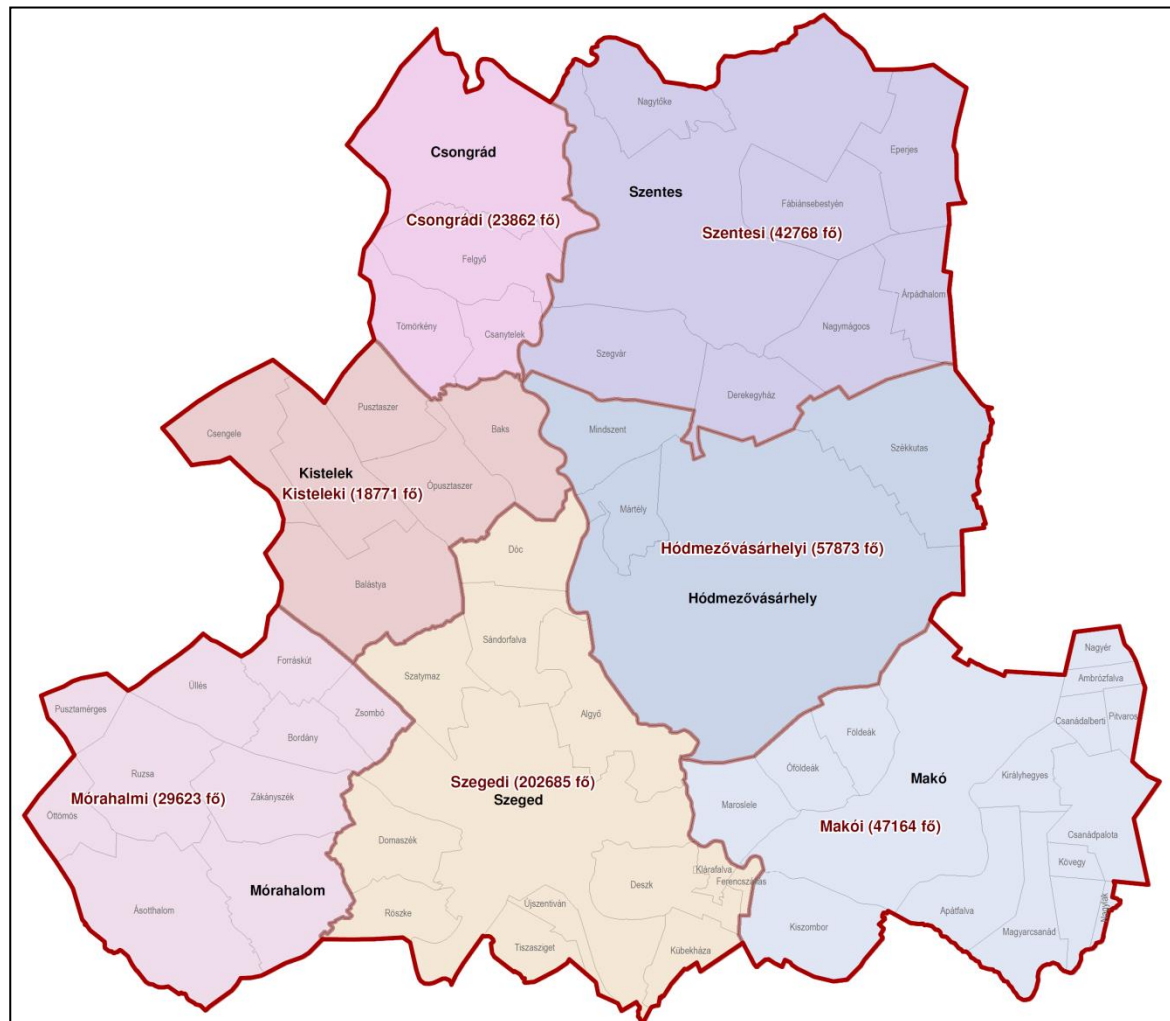 Nagytőke
Csongrád
Eperjes
Szentes
Fábiánsebestyén
Csongrádi (23862 fő)
Szentesi (42768 fő)
Felgyő
Árpádhalom
Tömörkény
Nagymágocs
Csanytelek
Szegvár
Derekegyház
Pusztaszer
Baks
Mindszent
Csengele
Székkutas
Kistelek
Ópusztaszer
Kisteleki (18771 fő)
Mártély
Dóc
Hódmezővásárhelyi (57873 fő)
Balástya
Hódmezővásárhely
Sándorfalva
Nagyér
Forráskút
Szatymaz
Ambrózfalva
Üllés
Pusztamérges
Zsombó
Algyő
Csanádalberti
Pitvaros
Bordány
Földeák
Ruzsa
Óföldeák
Makó
Királyhegyes
Szegedi (202685 fő)
Mórahalmi (29623 fő)
Zákányszék
Szeged
Maroslele
Öttömös
Makói (47164 fő)
Csanádpalota
Domaszék
Kövegy
Klárafalva
Mórahalom
Deszk
Ferencszállás
Ásotthalom
Röszke
Újszentiván
Nagylak
Apátfalva
Kiszombor
Magyarcsanád
Tiszasziget
Kübekháza